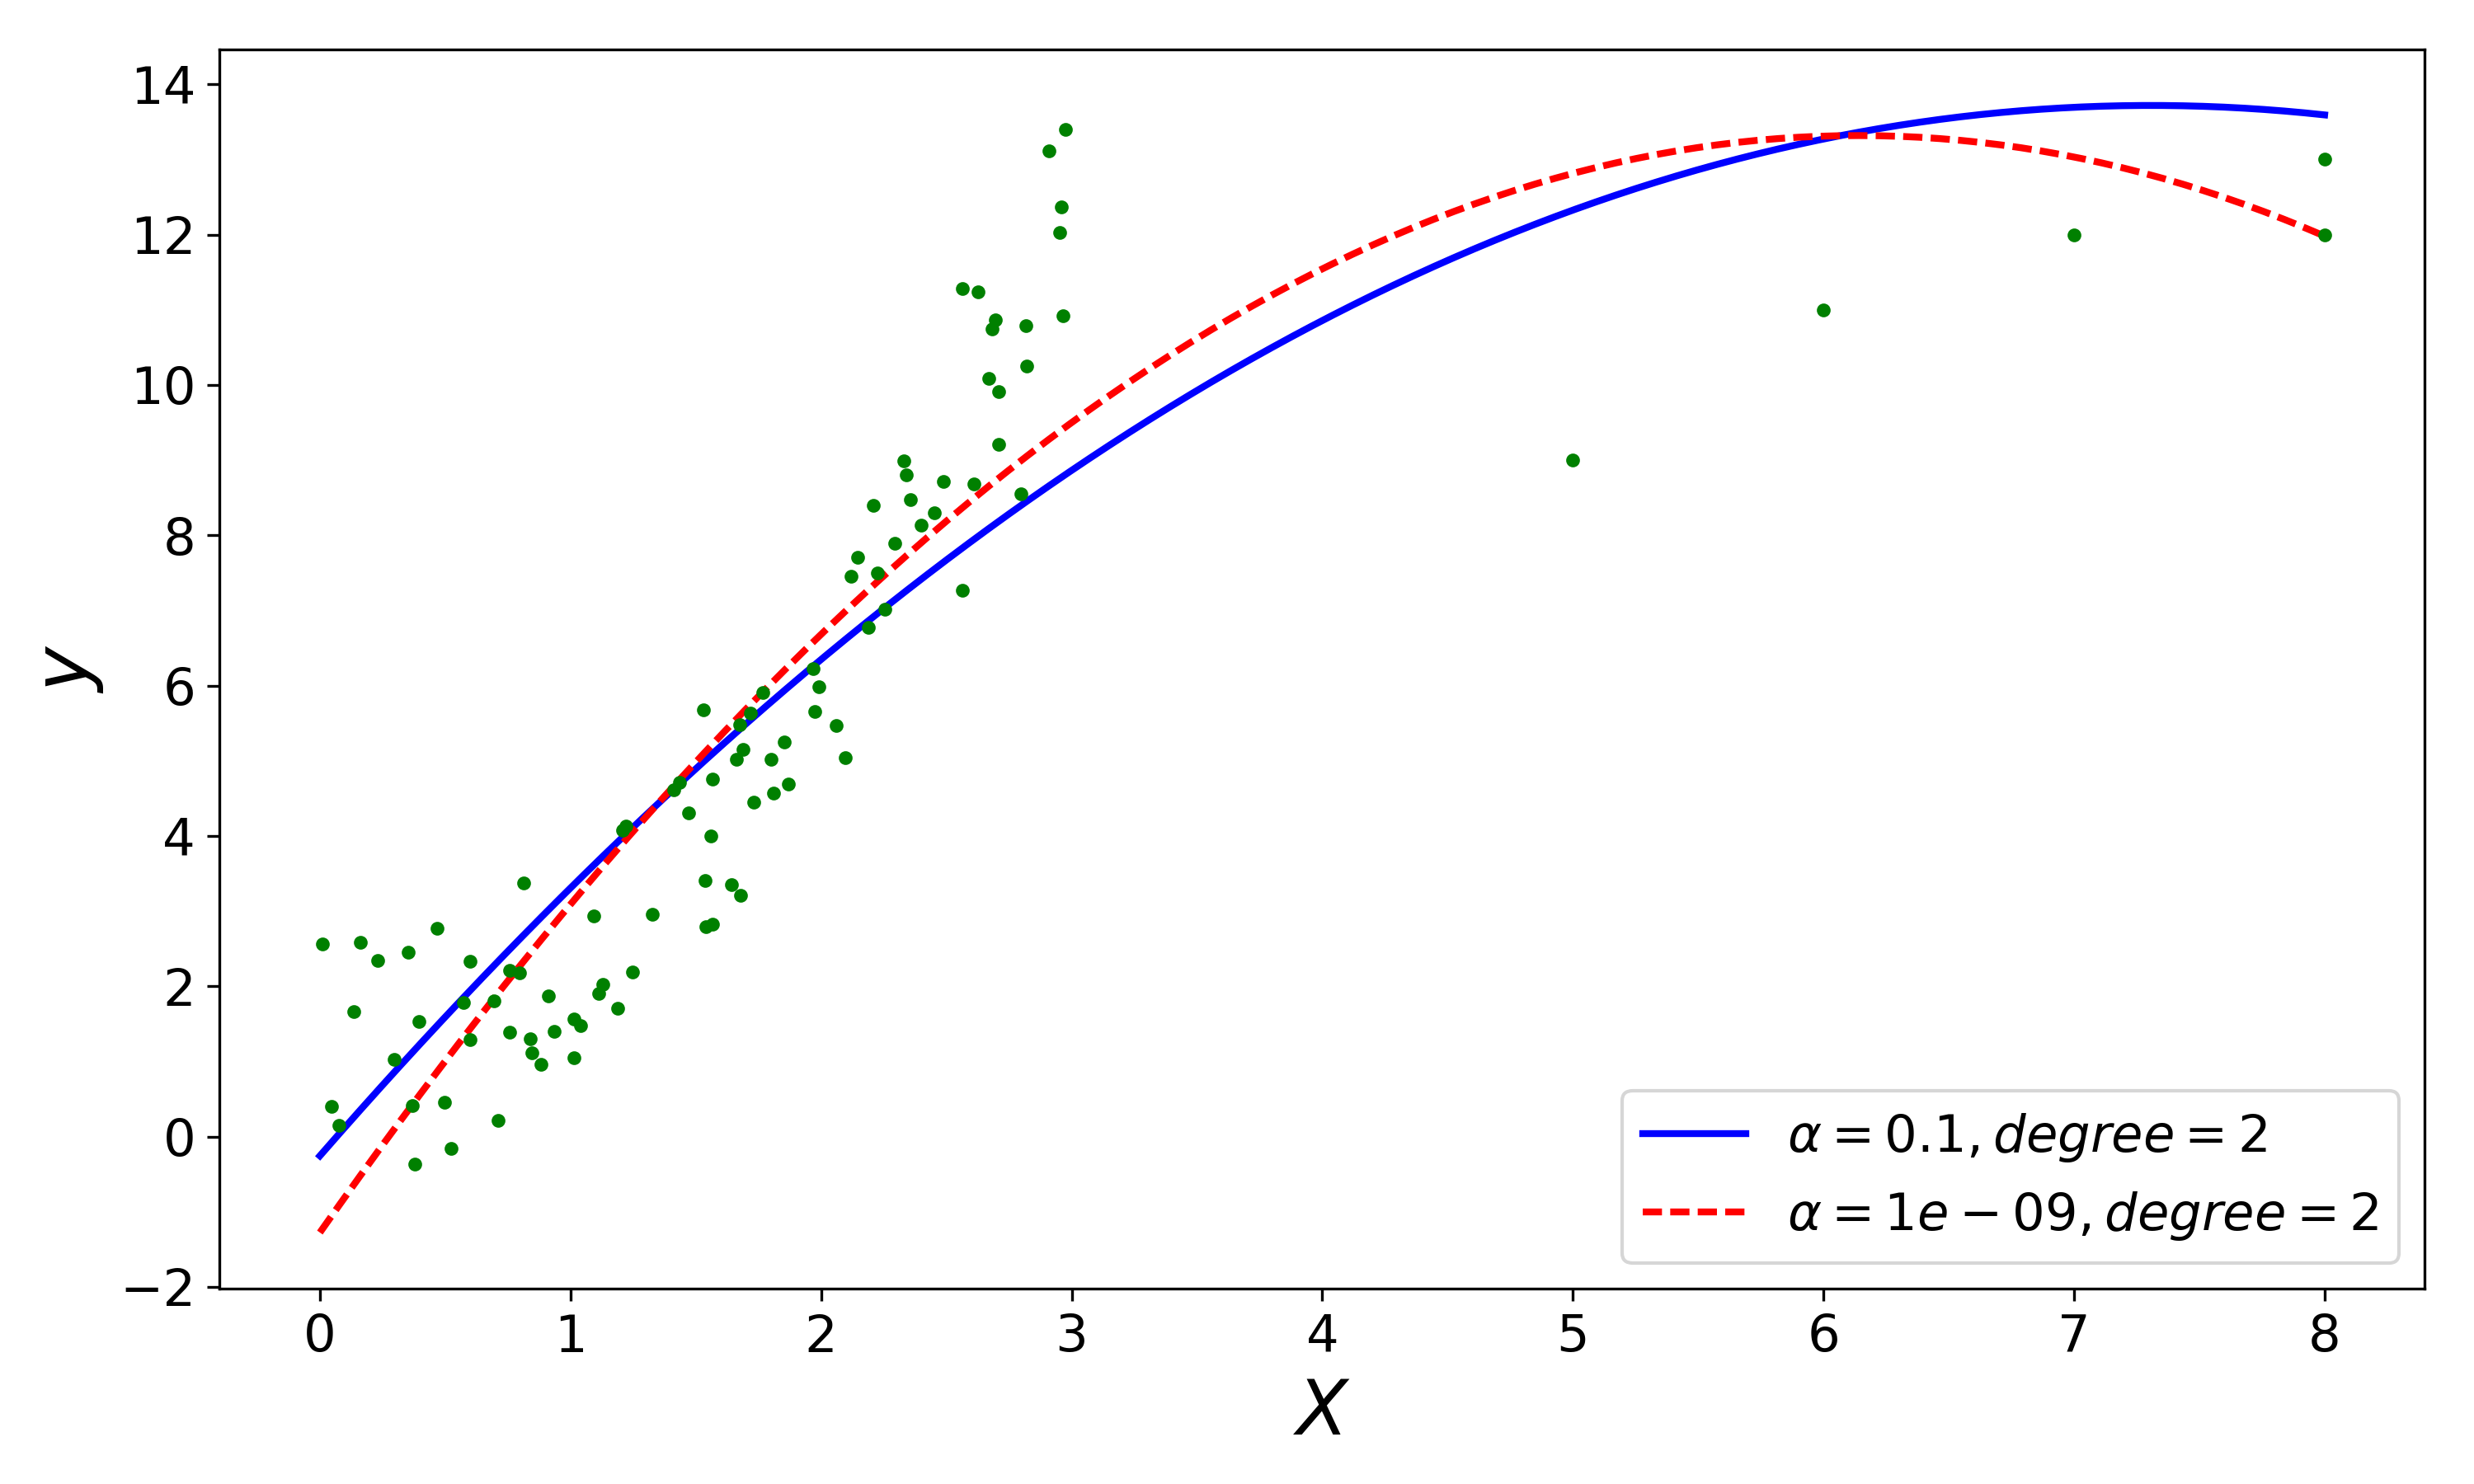 14
12
10
8
6
4
2
0
−2
y
α = 0.1, degree = 2
α = 1e − 09, degree = 2
0 1 2 3 4 5 6 7 8
X